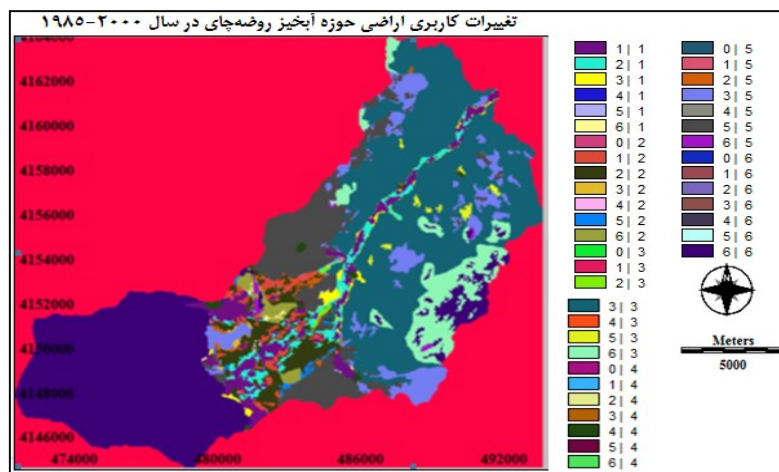 تغییرات کاربری اراضی حوزه آبخیز روضه‌چای در سال ۲۰۰۰-۱۹۸۵
4164000
4162000
4160000
4158000
4156000
4154000
4152000
4150000
4148000
4146000
474000 480000 486000 492000
1 | 1
2 | 1
3 | 1
4 | 1
5 | 1
6 | 1
0 | 2
1 | 2
2 | 2
3 | 2
4 | 2
5 | 2
6 | 2
0 | 3
1 | 3
2 | 3
3 | 3
4 | 3
5 | 3
6 | 3
0 | 4
1 | 4
2 | 4
3 | 4
4 | 4
5 | 4
6 | 4
0 | 5
1 | 5
2 | 5
3 | 5
4 | 5
5 | 5
6 | 5
0 | 6
1 | 6
2 | 6
3 | 6
4 | 6
5 | 6
6 | 6
N
Meters
5000